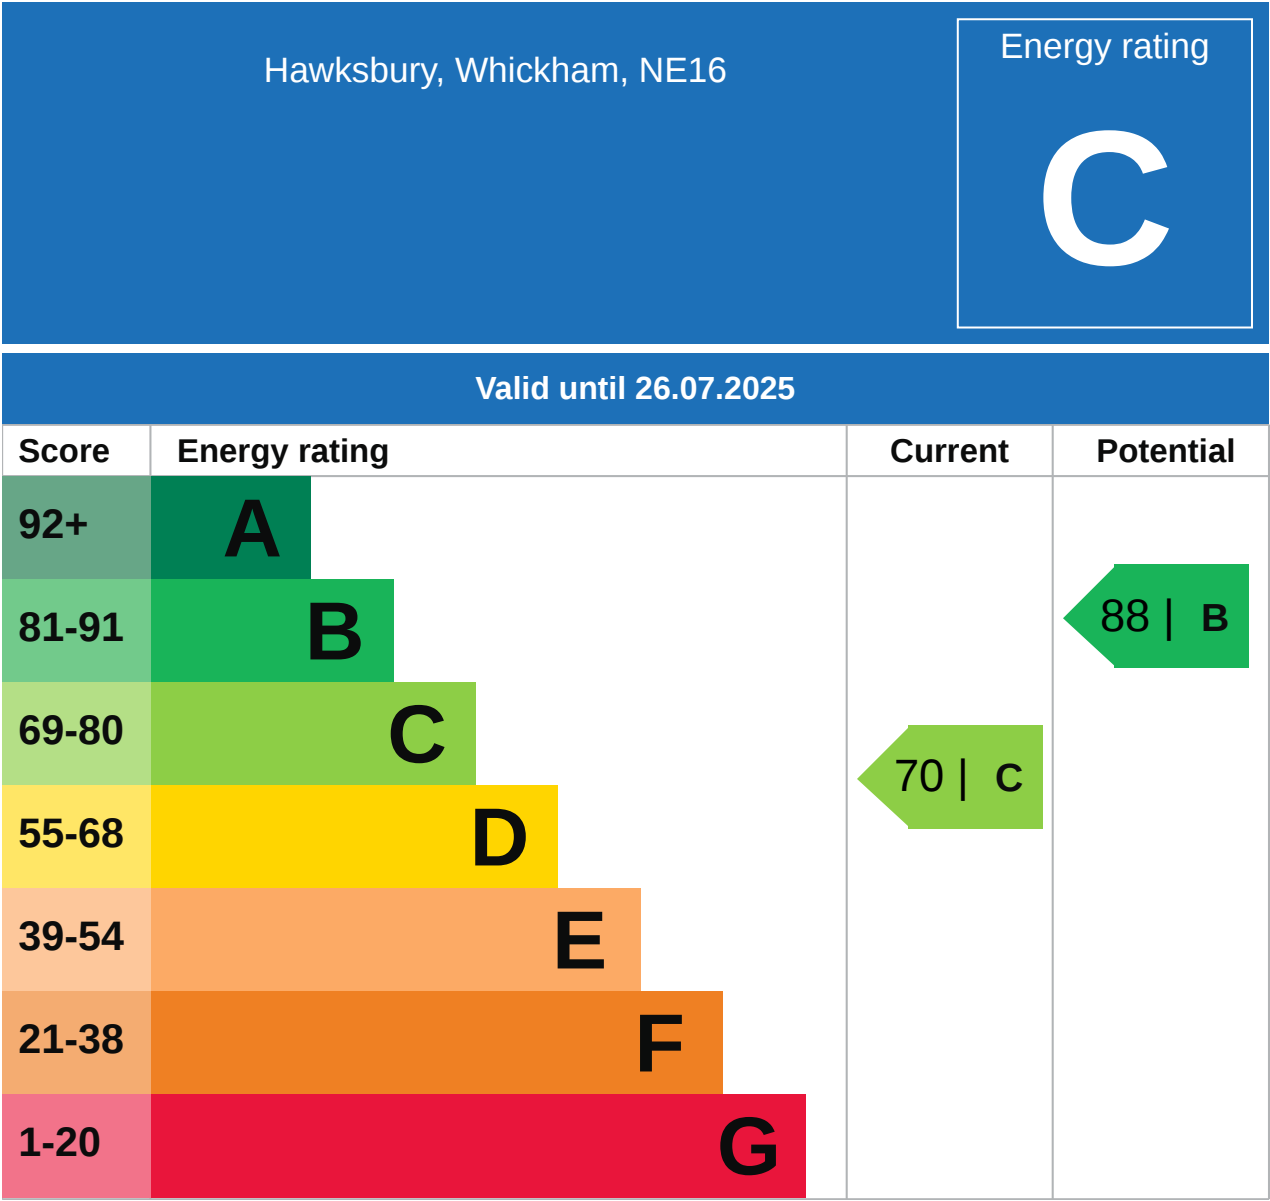 Hawksbury, Whickham, NE16
Energy rating
C
Valid until 26.07.2025
Score Energy rating Current Potential
92+ A
81-91 B
88 | B
69-80 C
70 | C
55-68 D
39-54 E
21-38 F
1-20 G